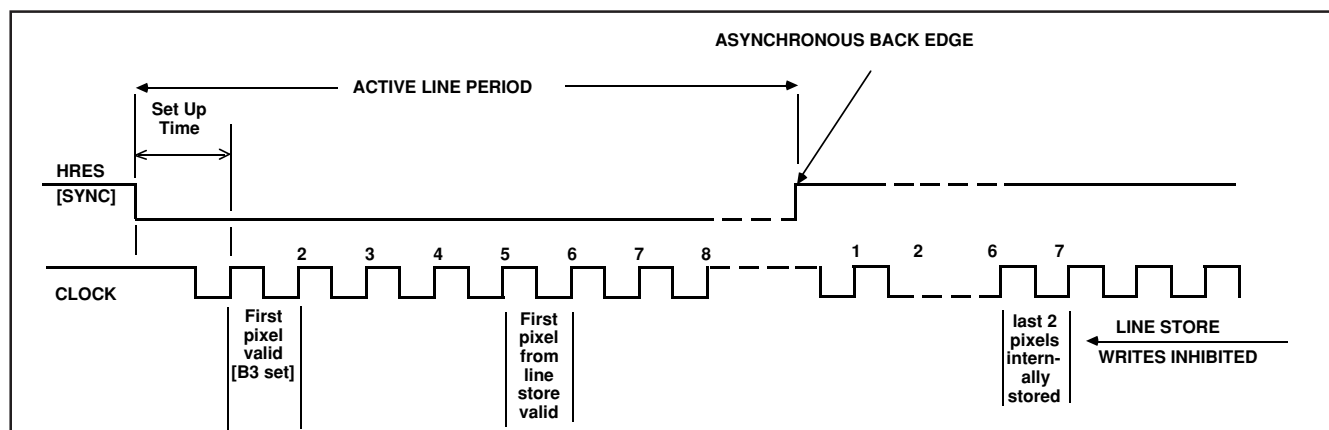 ASYNCHRONOUS BACK EDGE
ACTIVE LINE PERIOD
Set Up
Time
HRES
[SYNC]
2 3 4 5 6 7 8 1 2 6 7
CLOCK
First
pixel
valid
[B3 set]
First
pixel
from
line
store
valid
last 2
pixels
intern-
ally
stored
LINE STORE
WRITES INHIBITED